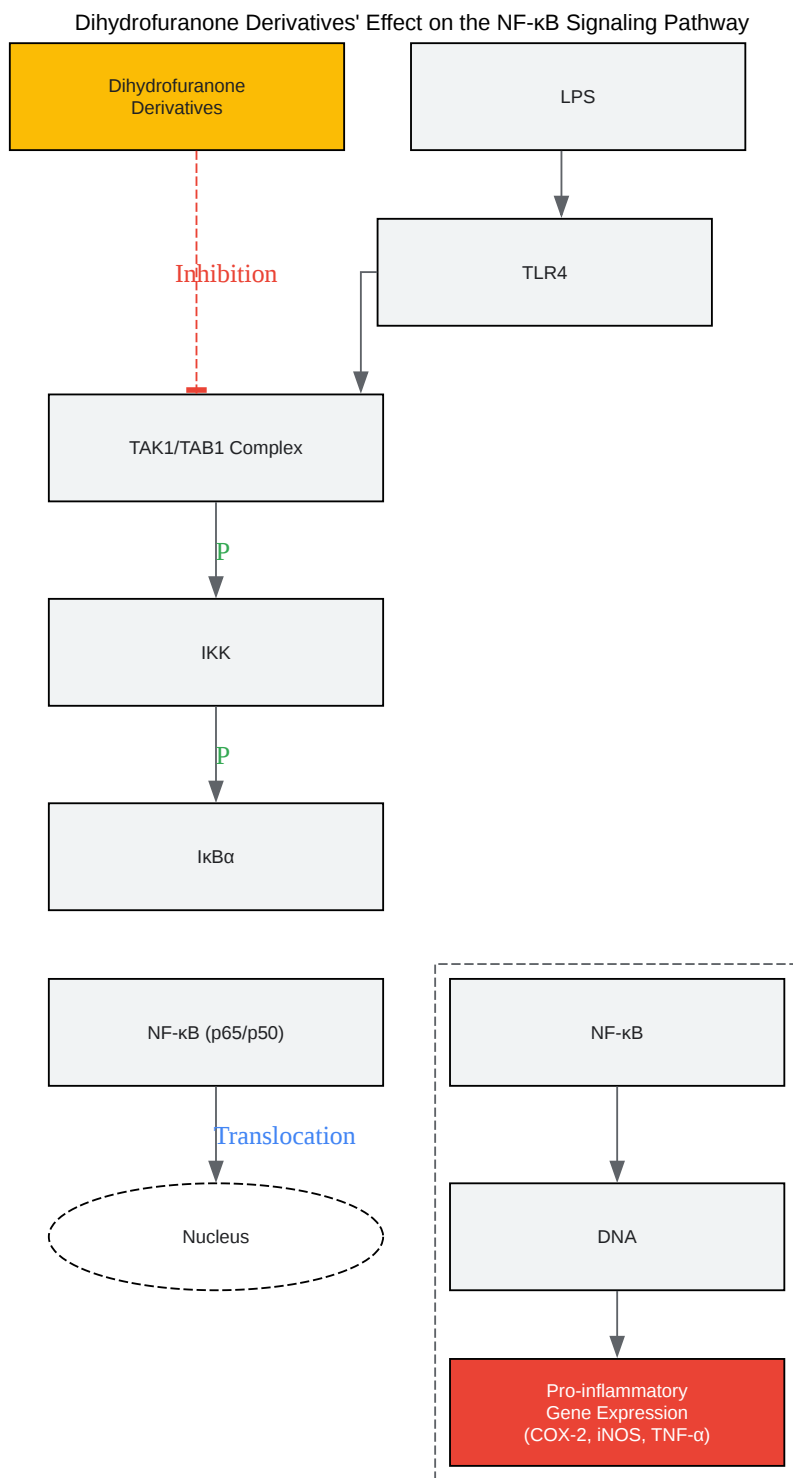 Dihydrofuranone Derivatives' Effect on the NF-κB Signaling Pathway
Dihydrofuranone
Derivatives
LPS
Inhibition
TLR4
TAK1/TAB1 Complex
P
IKK
P
IκBα
NF-κB (p65/p50)
NF-κB
Translocation
Nucleus
DNA
Pro-inflammatory
Gene Expression
(COX-2, iNOS, TNF-α)